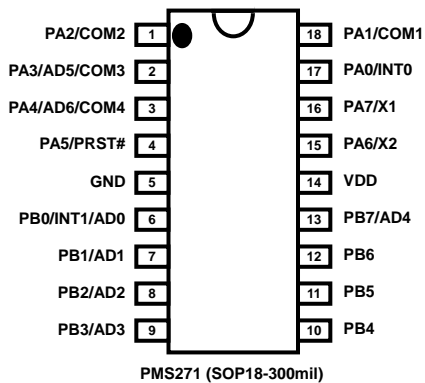 PA2/COM2 1 18 PA1/COM1
PA3/AD5/COM3 2 17 PA0/INT0
PA4/AD6/COM4 3 16 PA7/X1
PA5/PRST# 4 15 PA6/X2
GND 5 14 VDD
PB0/INT1/AD0 6 13 PB7/AD4
PB1/AD1 7 12 PB6
PB2/AD2 8 11 PB5
PB3/AD3 9 10 PB4
PMS271 (SOP18-300mil)